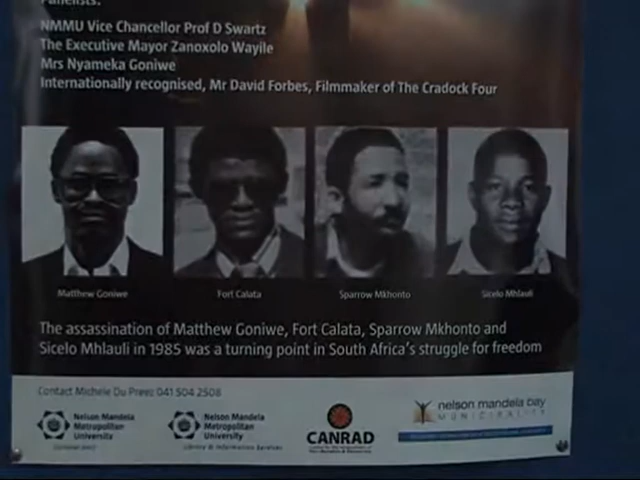 Panelists:
NMMU Vice Chancellor Prof D Swartz
The Executive Mayor Zanoxolo Wayile
Mrs Nyameka Goniwe
Internationally recognised, Mr David Forbes, Filmmaker of The Cradock Four
Matthew Goniwe
Fort Calata
Sparrow Mkhonto
Sicelo Mhlauli
The assassination of Matthew Goniwe, Fort Calata, Sparrow Mkhonto and
Sicelo Mhlauli in 1985 was a turning point in South Africa's struggle for freedom
Contact Michele Du Preez 041 504 2508
Nelson Mandela
Metropolitan
University
Nelson Mandela
Metropolitan
University
Library & Information Services
CANRAD
nelson mandela bay
MUNICIPALITY